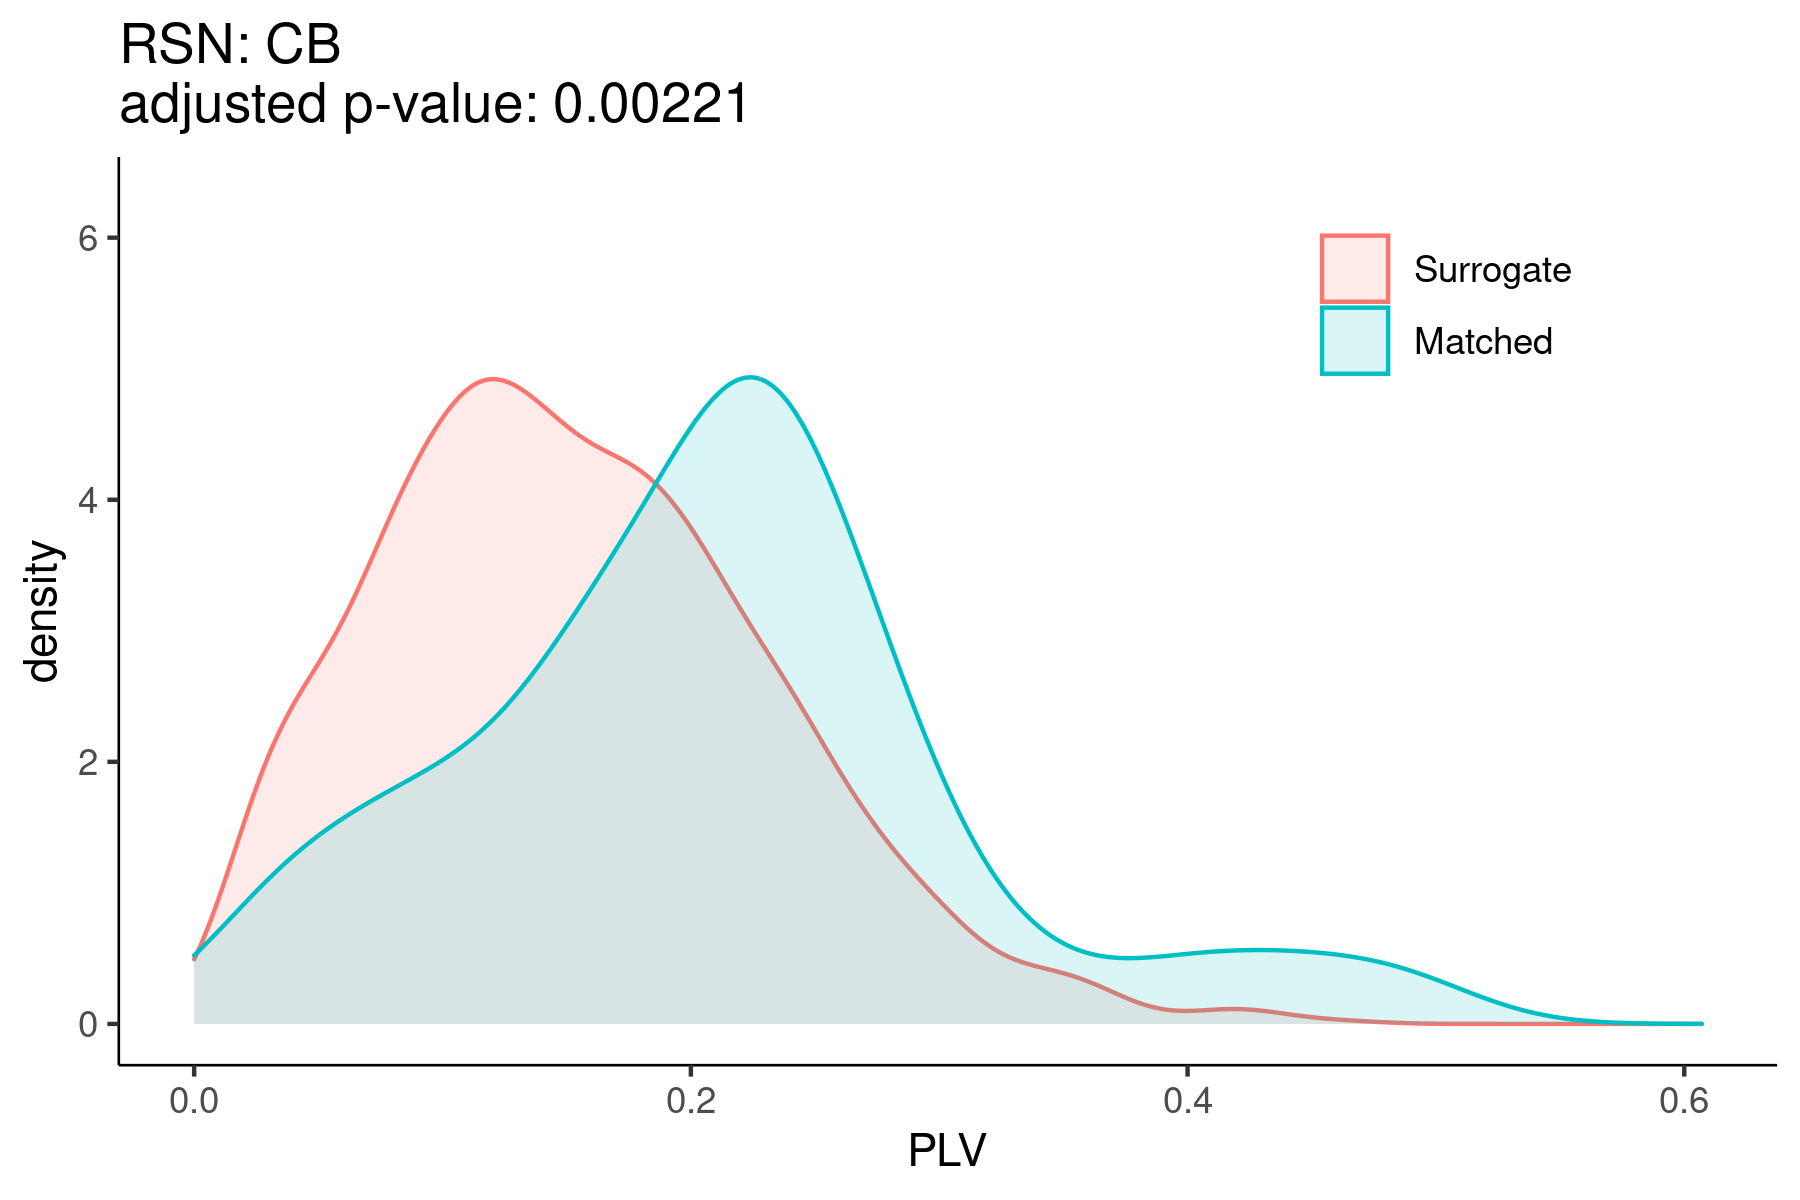 RSN: CB
adjusted p-value: 0.00221
6
4
2
0
density
Surrogate
Matched
0.0
0.2
0.4
0.6
PLV